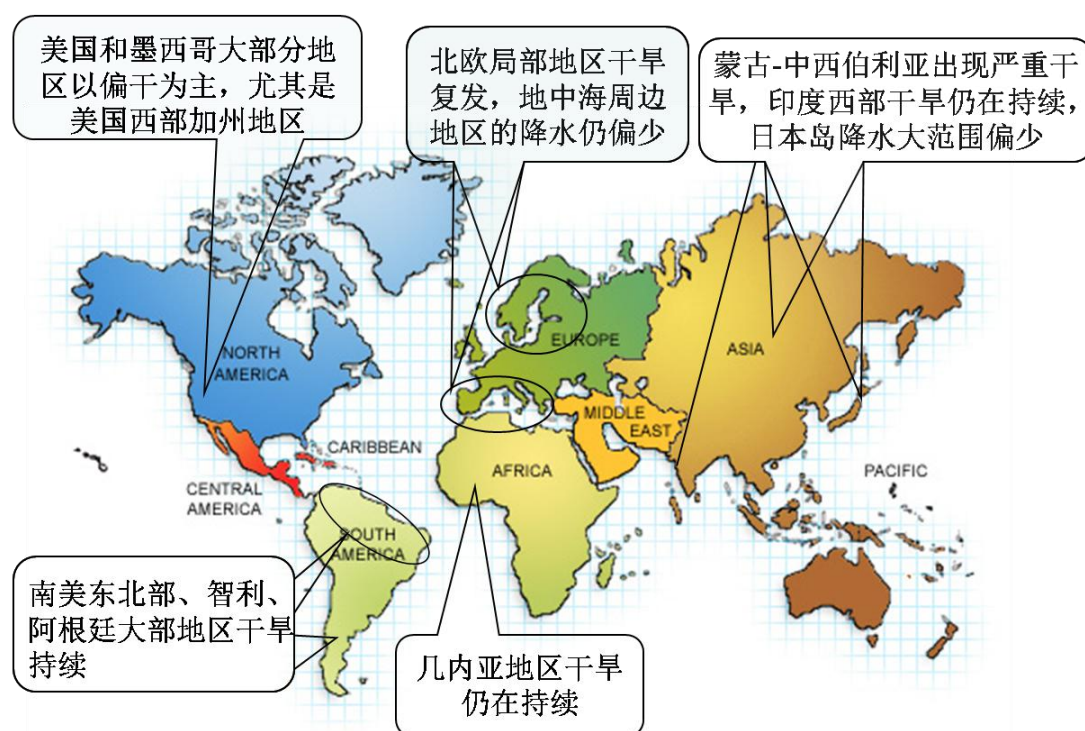 美国和墨西哥大部分地
区以偏干为主，尤其是
美国西部加州地区
北欧局部地区干旱
复发，地中海周边
地区的降水仍偏少
蒙古-中西伯利亚出现严重干
旱，印度西部干旱仍在持续，
日本岛降水大范围偏少
NORTH
AMERICA
EUROPE
ASIA
MIDDLE
EAST
CARIBBEAN
AFRICA
PACIFIC
CENTRAL
AMERICA
SOUTH
AMERICA
南美东北部、智利、
阿根廷大部地区干旱
持续
几内亚地区干旱
仍在持续